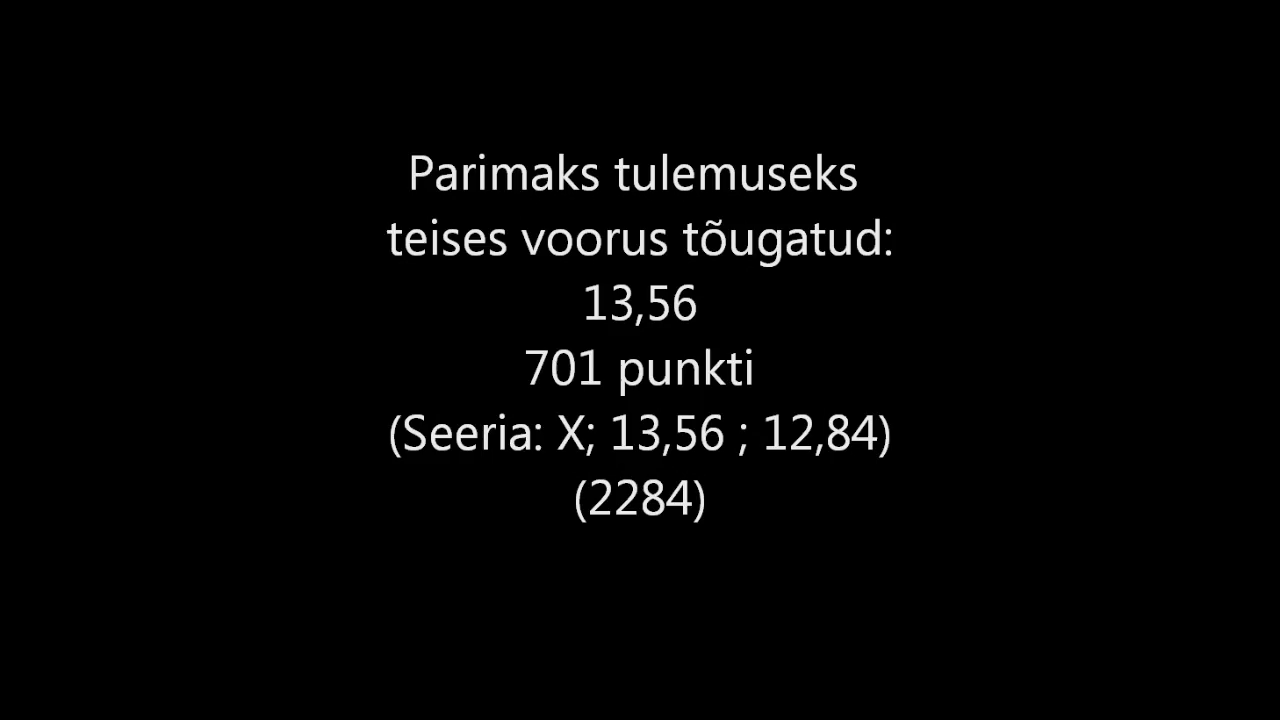 Parimaks tulemuseks
teises voorus tõugatud:
13,56
701 punkti
(Seeria: X; 13,56 ; 12,84)
(2284)